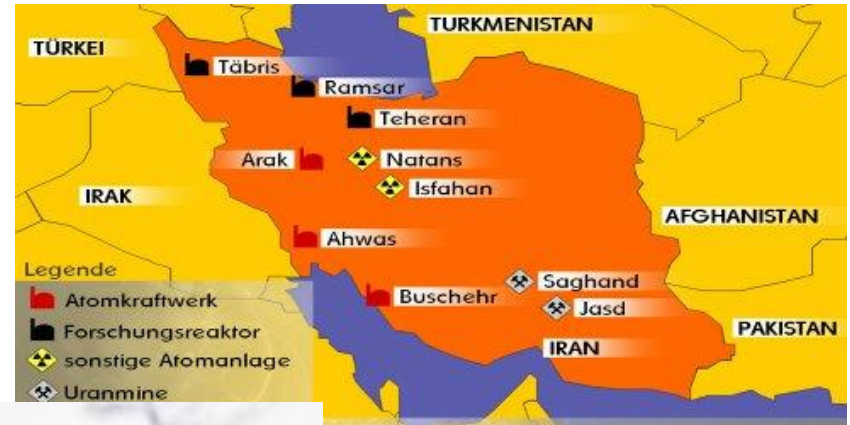 TURKMENISTAN
TÜRKEI
Täbris
Ramsar
Teheran
Arak
Natans
Isfahan
IRAK
AFGHANISTAN
Ahwas
Legende
Saghand
Atomkraftwerk
Buschehr
Jasd
Forschungsreaktor
PAKISTAN
IRAN
sonstige Atomanlage
Uranmine